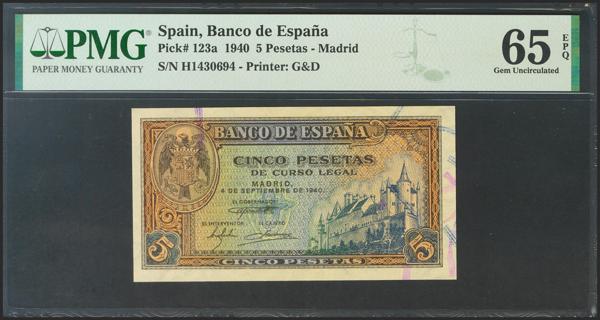 PMG
PAPER MONEY GUARANTY
Spain, Banco de España
Pick# 123a 1940 5 Pesetas - Madrid
S/N H1430694 - Printer: G&D
65 EPQ
Gem Uncirculated
BANCO DE ESPAÑA
CINCO PESETAS
DE CURSO LEGAL
MADRID,
4 DE SEPTIEMBRE DE 1940.
EL GOBERNADOR
EL INTERVENTOR EL CAJERO
5 5
CINCO PESETAS